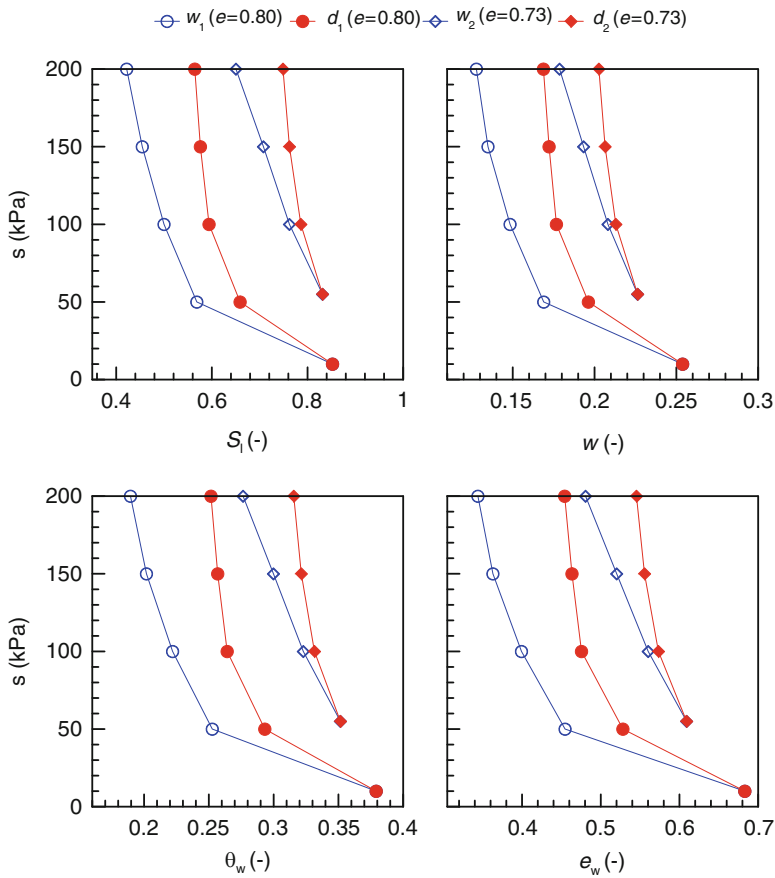 w₁ (e=0.80) d₁ (e=0.80) w₂ (e=0.73) d₂ (e=0.73)
200
150
100
50
0
s (kPa)
0.4 0.6 0.8 1
Sₗ (-)
0.15 0.2 0.25 0.3
w (-)
200
150
100
50
0
s (kPa)
0.2 0.25 0.3 0.35 0.4
θ_w (-)
0.4 0.5 0.6 0.7
e_w (-)